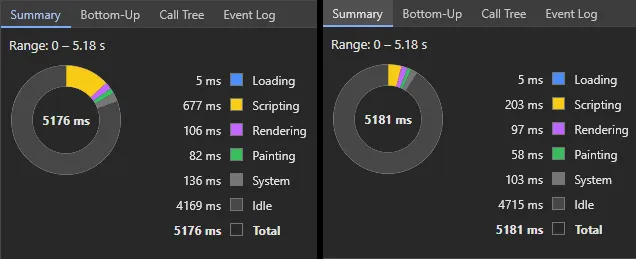 Summary Bottom-Up Call Tree Event Log
Range: 0 – 5.18 s
5176 ms
5 ms Loading
677 ms Scripting
106 ms Rendering
82 ms Painting
136 ms System
4169 ms Idle
5176 ms Total
Summary Bottom-Up Call Tree Event Log
Range: 0 – 5.18 s
5181 ms
5 ms Loading
203 ms Scripting
97 ms Rendering
58 ms Painting
103 ms System
4715 ms Idle
5181 ms Total